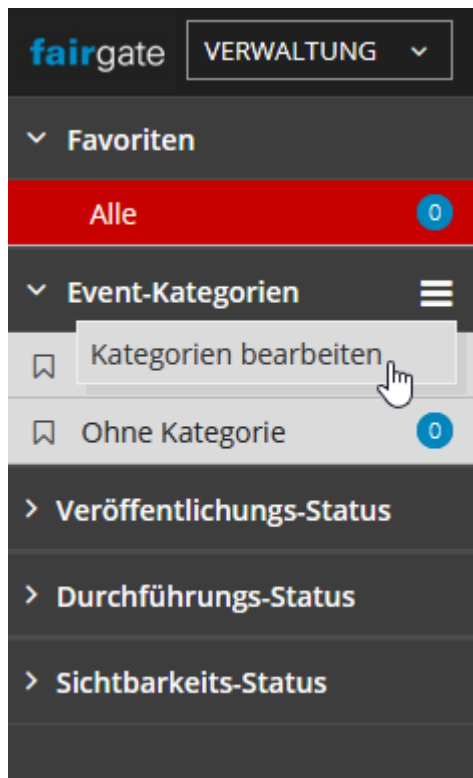 fairgate VERWALTUNG
Favoriten
Alle 0
Event-Kategorien
Kategorien bearbeiten
Ohne Kategorie 0
Veröffentlichungs-Status
Durchführungs-Status
Sichtbarkeits-Status